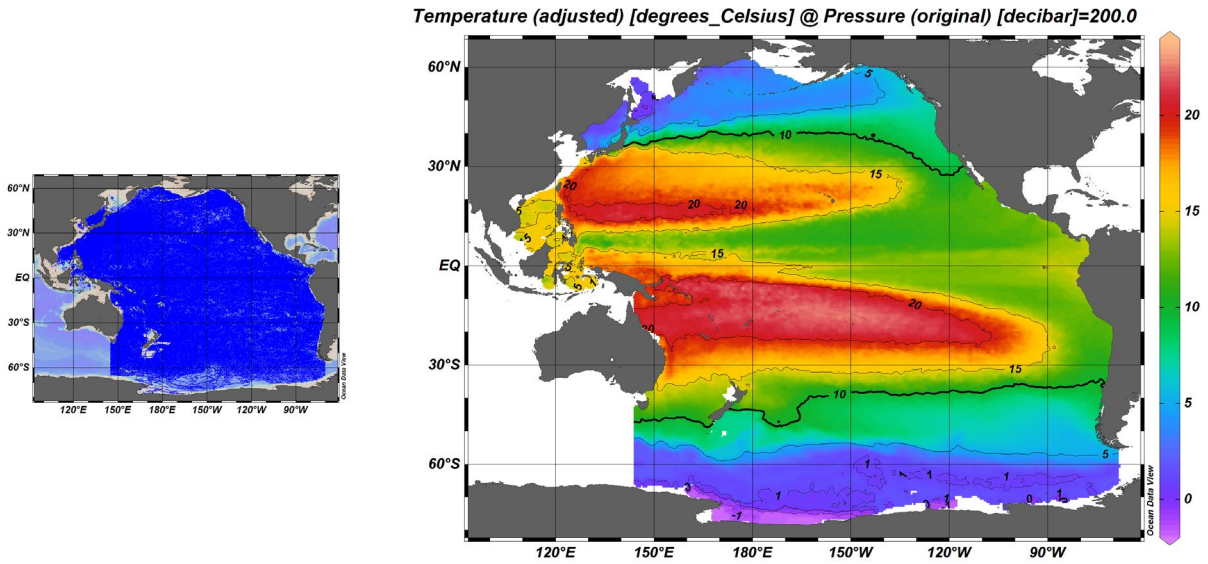 Temperature (adjusted) [degrees_Celsius] @ Pressure (original) [decibar]=200.0
60°N
30°N
EQ
30°S
60°S
120°E
150°E
180°E
150°W
120°W
90°W
Ocean Data View
60°N
30°N
EQ
30°S
60°S
5
10
15
20
20
20
15
20
20
15
10
5
1
1
1
1
1
-1
0
120°E
150°E
180°E
150°W
120°W
90°W
Ocean Data View
20
15
10
5
0